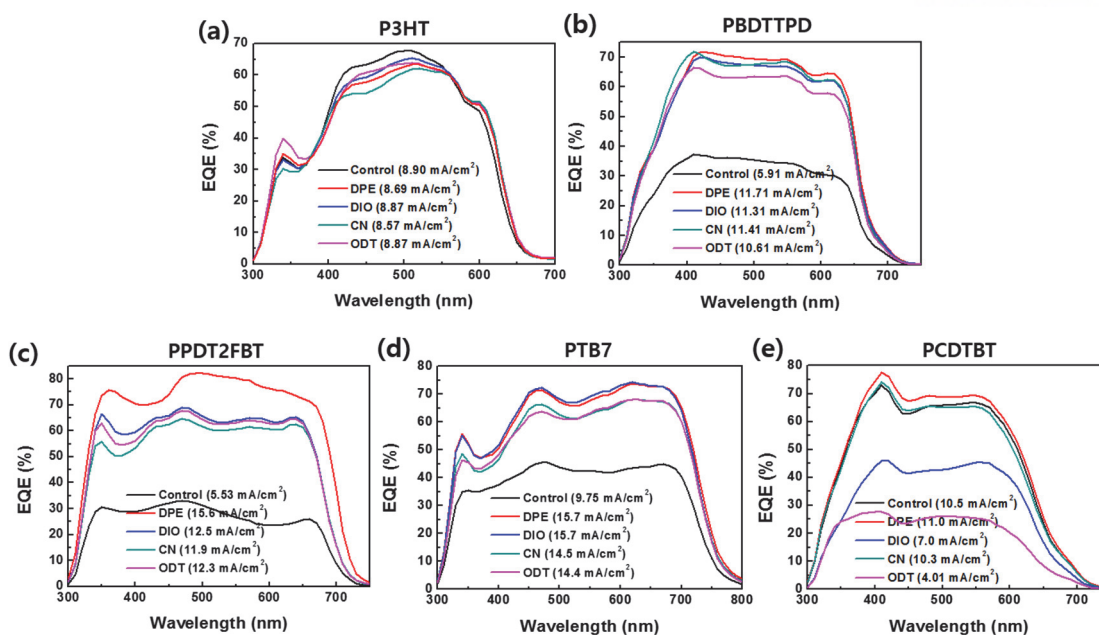 (a)
P3HT
70
60
50
40
30
20
10
0
EQE (%)
Control (8.90 mA/cm²)
DPE (8.69 mA/cm²)
DIO (8.87 mA/cm²)
CN (8.57 mA/cm²)
ODT (8.87 mA/cm²)
300 400 500 600 700
Wavelength (nm)
(b)
PBDTTPD
70
60
50
40
30
20
10
0
EQE (%)
Control (5.91 mA/cm²)
DPE (11.71 mA/cm²)
DIO (11.31 mA/cm²)
CN (11.41 mA/cm²)
ODT (10.61 mA/cm²)
300 400 500 600 700
Wavelength (nm)
(c)
PPDT2FBT
80
70
60
50
40
30
20
10
0
EQE (%)
Control (5.53 mA/cm²)
DPE (15.6 mA/cm²)
DIO (12.5 mA/cm²)
CN (11.9 mA/cm²)
ODT (12.3 mA/cm²)
300 400 500 600 700
Wavelength (nm)
(d)
PTB7
80
70
60
50
40
30
20
10
0
EQE (%)
Control (9.75 mA/cm²)
DPE (15.7 mA/cm²)
DIO (15.7 mA/cm²)
CN (14.5 mA/cm²)
ODT (14.4 mA/cm²)
300 400 500 600 700 800
Wavelength (nm)
(e)
PCDTBT
80
70
60
50
40
30
20
10
0
EQE (%)
Control (10.5 mA/cm²)
DPE (11.0 mA/cm²)
DIO (7.0 mA/cm²)
CN (10.3 mA/cm²)
ODT (4.01 mA/cm²)
300 400 500 600 700
Wavelength (nm)